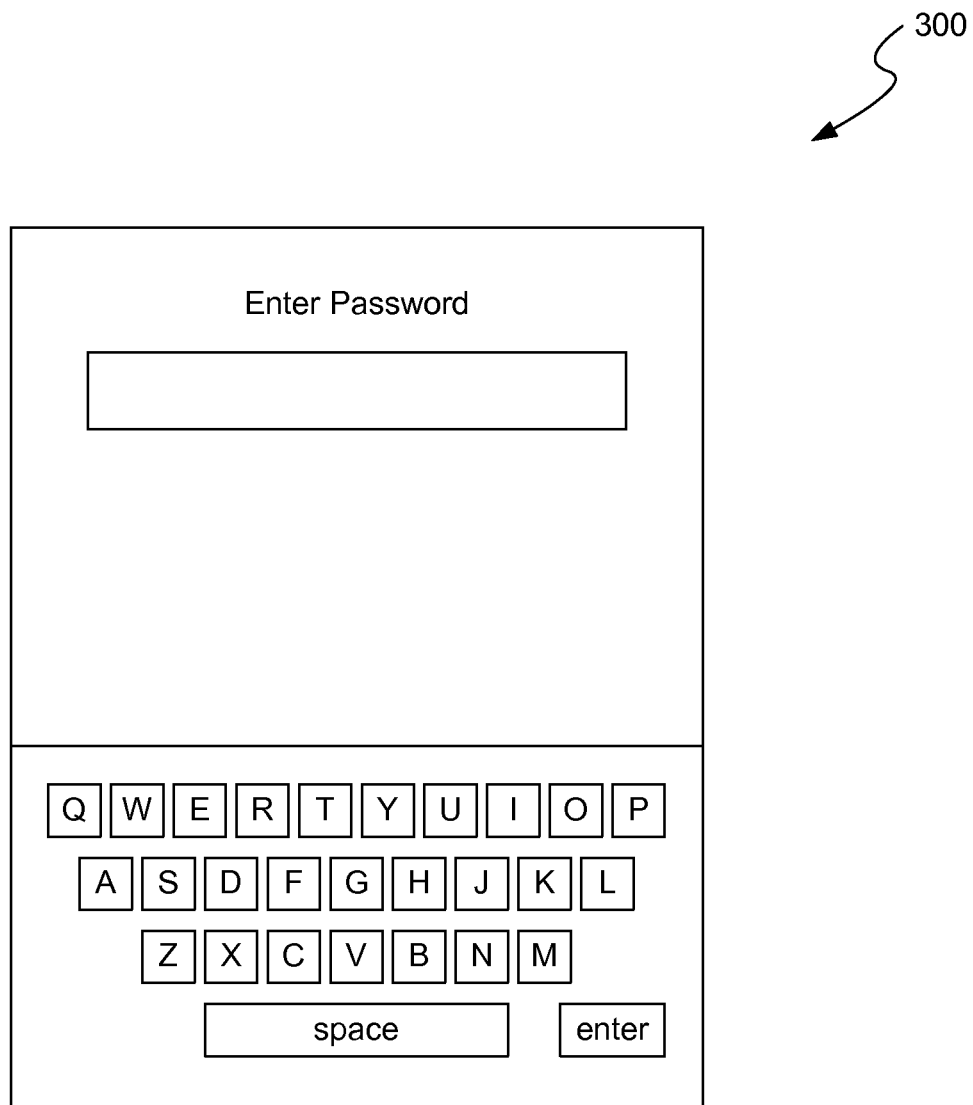 300
Enter Password
Q W E R T Y U I O P
A S D F G H J K L
Z X C V B N M
space enter